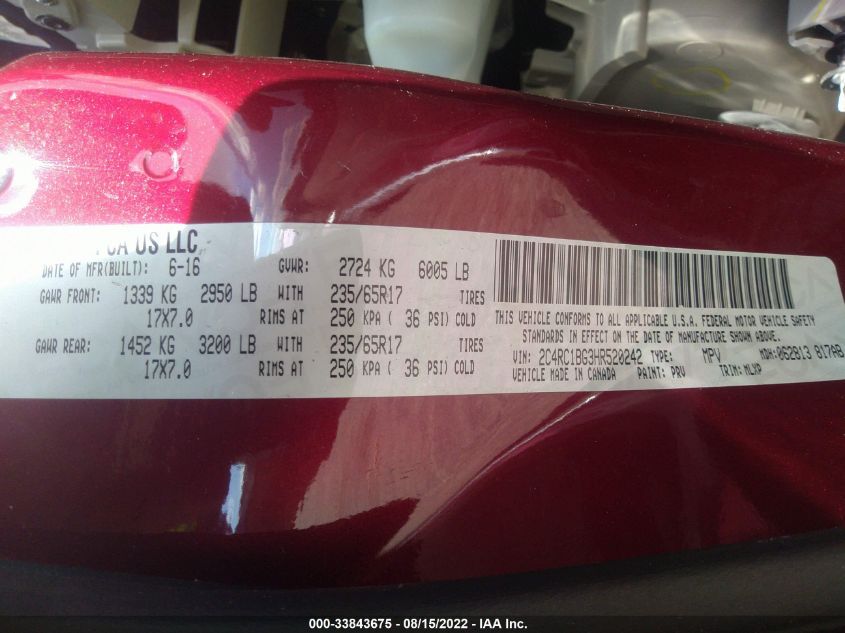 FCA US LLC
DATE OF MFR(BUILT): 6-16 GVWR: 2724 KG 6005 LB
GAWR FRONT: 1339 KG 2950 LB WITH 235/65R17 TIRES
17X7.0 RIMS AT 250 KPA ( 36 PSI) COLD
GAWR REAR: 1452 KG 3200 LB WITH 235/65R17 TIRES
17X7.0 RIMS AT 250 KPA ( 36 PSI) COLD
THIS VEHICLE CONFORMS TO ALL APPLICABLE U.S.A. FEDERAL MOTOR VEHICLE SAFETY
STANDARDS IN EFFECT ON THE DATE OF MANUFACTURE SHOWN ABOVE.
VIN: 2C4RC1BG3HR520242 TYPE: MPV MDH: 062813 017AB
VEHICLE MADE IN CANADA PAINT: PRV TRIM: MLXP
000-33843675 - 08/15/2022 - IAA Inc.